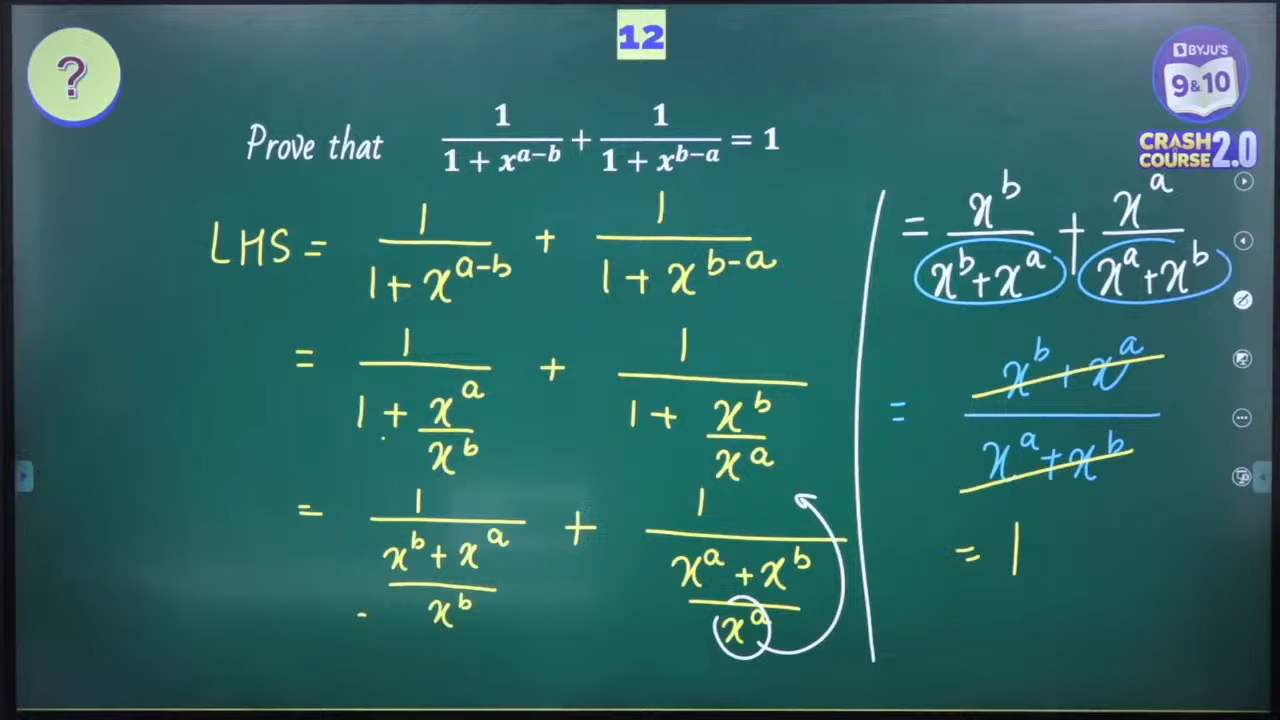 12
?
BYJU'S
9&10
CRASH
COURSE 2.0
Prove that 1/(1 + x^(a−b)) + 1/(1 + x^(b−a)) = 1
LHS = 1/(1 + x^(a−b)) + 1/(1 + x^(b−a))
= 1/(1 + x^a/x^b) + 1/(1 + x^b/x^a)
= 1/((x^b + x^a)/x^b) + 1/((x^a + x^b)/x^a)
= x^b/(x^b + x^a) + x^a/(x^a + x^b)
= (x^b + x^a)/(x^a + x^b)
= 1